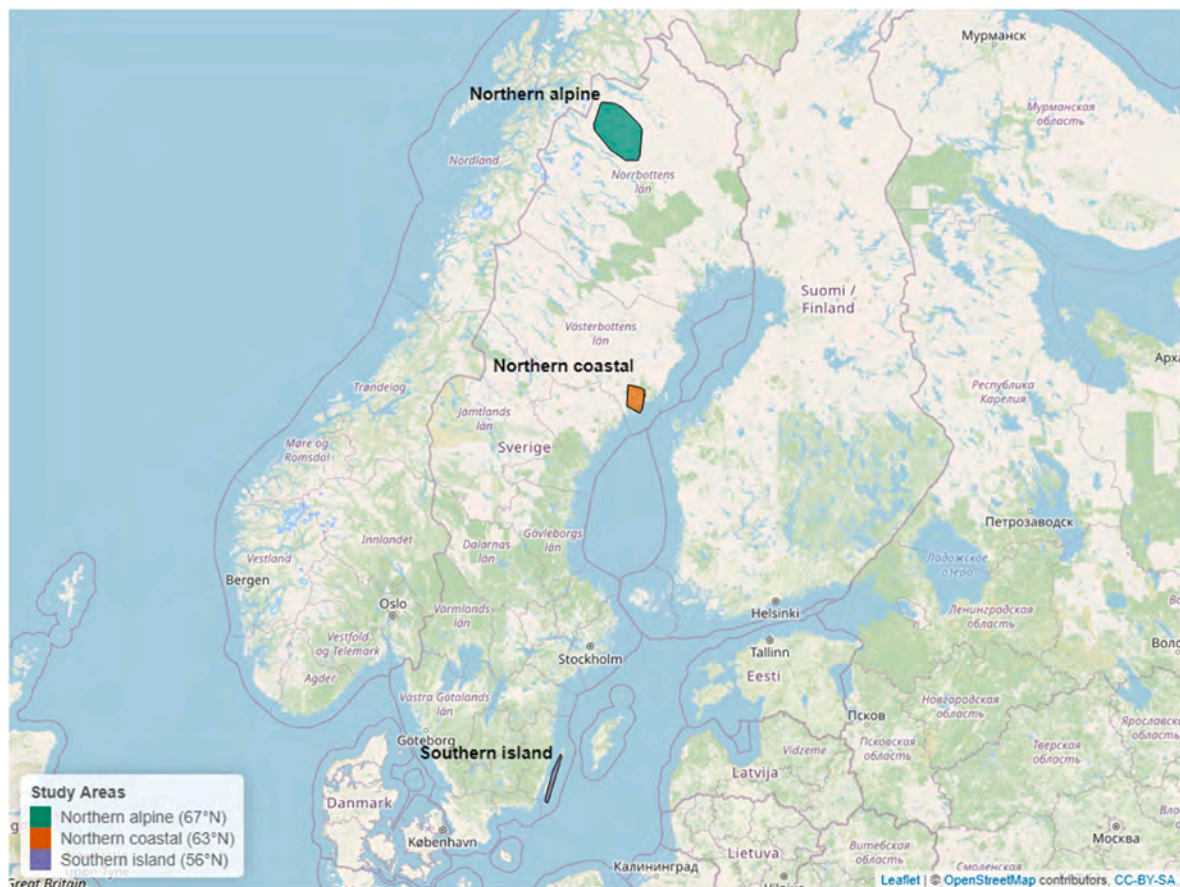 Мурманск
Northern alpine
Мурманская
область
Nordland
Norrbottens
län
Suomi /
Finland
Västerbottens
län
Northern coastal
Trøndelag
Jämtlands
län
Республика
Карелия
Møre og
Romsdal
Sverige
Петрозаводск
Gävleborgs
län
Innlandet
Dalarnas
län
Vestland
Ладожское
озеро
Bergen
Oslo
Värmlands
län
Helsinki
Ленинградская
область
Vestfold
og Telemark
Stockholm
Tallinn
Agder
Eesti
Västra Götalands
län
Новгородская
область
Псков
Göteborg
Псковская
область
Тверская
область
Southern island
Vidzeme
Latvija
Danmark
København
Lietuva
Москва
Витебская
область
Калининград
Смоленская
Study Areas
Northern alpine (67°N)
Northern coastal (63°N)
Southern island (56°N)
upon Tyne
Great Britain
Leaflet | © OpenStreetMap contributors, CC-BY-SA